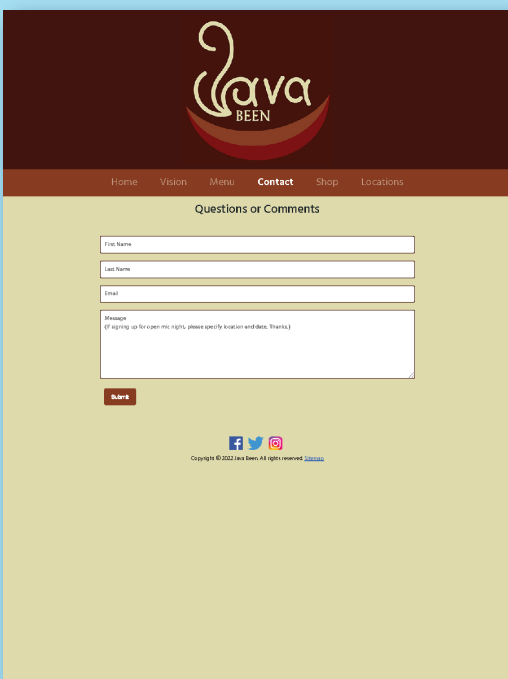 Java
BEEN
Home Vision Menu Contact Shop Locations
Questions or Comments
First Name
Last Name
Email
Message
(If signing up for open mic night, please specify location and date. Thanks.)
Submit
Copyright © 2022 Java Been. All rights reserved. Sitemap